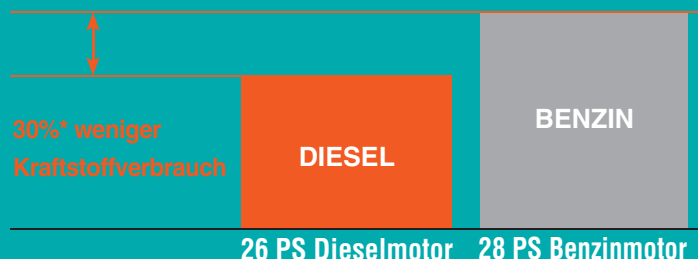 30%* weniger
Kraftstoffverbrauch
DIESEL
BENZIN
26 PS Dieselmotor
28 PS Benzinmotor